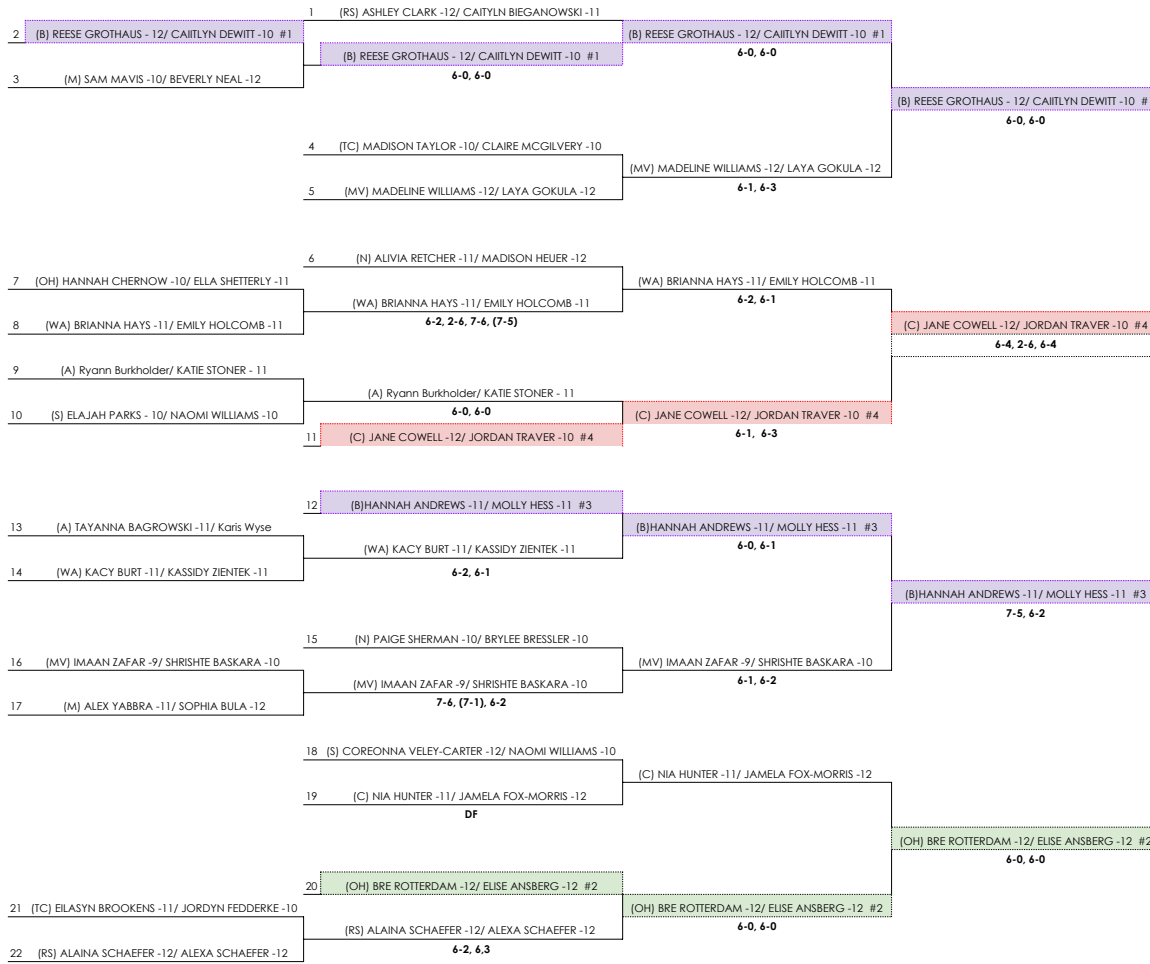 1 (RS) ASHLEY CLARK -12/ CAITYLN BIEGANOWSKI -11
2 (B) REESE GROTHAUS - 12/ CAIITLYN DEWITT -10 #1
(B) REESE GROTHAUS - 12/ CAIITLYN DEWITT -10 #1
6-0, 6-0
(B) REESE GROTHAUS - 12/ CAIITLYN DEWITT -10 #1
6-0, 6-0
3 (M) SAM MAVIS -10/ BEVERLY NEAL -12
(B) REESE GROTHAUS - 12/ CAIITLYN DEWITT -10 #
6-0, 6-0
4 (TC) MADISON TAYLOR -10/ CLAIRE MCGILVERY -10
(MV) MADELINE WILLIAMS -12/ LAYA GOKULA -12
6-1, 6-3
5 (MV) MADELINE WILLIAMS -12/ LAYA GOKULA -12
6 (N) ALIVIA RETCHER -11/ MADISON HEUER -12
7 (OH) HANNAH CHERNOW -10/ ELLA SHETTERLY -11
(WA) BRIANNA HAYS -11/ EMILY HOLCOMB -11
6-2, 6-1
(WA) BRIANNA HAYS -11/ EMILY HOLCOMB -11
6-2, 2-6, 7-6, (7-5)
8 (WA) BRIANNA HAYS -11/ EMILY HOLCOMB -11
(C) JANE COWELL -12/ JORDAN TRAVER -10 #4
6-4, 2-6, 6-4
9 (A) Ryann Burkholder/ KATIE STONER - 11
(A) Ryann Burkholder/ KATIE STONER - 11
6-0, 6-0
10 (S) ELAJAH PARKS - 10/ NAOMI WILLIAMS -10
(C) JANE COWELL -12/ JORDAN TRAVER -10 #4
6-1, 6-3
11 (C) JANE COWELL -12/ JORDAN TRAVER -10 #4
12 (B)HANNAH ANDREWS -11/ MOLLY HESS -11 #3
13 (A) TAYANNA BAGROWSKI -11/ Karis Wyse
(B)HANNAH ANDREWS -11/ MOLLY HESS -11 #3
6-0, 6-1
(WA) KACY BURT -11/ KASSIDY ZIENTEK -11
6-2, 6-1
14 (WA) KACY BURT -11/ KASSIDY ZIENTEK -11
(B)HANNAH ANDREWS -11/ MOLLY HESS -11 #3
7-5, 6-2
15 (N) PAIGE SHERMAN -10/ BRYLEE BRESSLER -10
16 (MV) IMAAN ZAFAR -9/ SHRISHTE BASKARA -10
(MV) IMAAN ZAFAR -9/ SHRISHTE BASKARA -10
6-1, 6-2
(MV) IMAAN ZAFAR -9/ SHRISHTE BASKARA -10
7-6, (7-1), 6-2
17 (M) ALEX YABBRA -11/ SOPHIA BULA -12
18 (S) COREONNA VELEY-CARTER -12/ NAOMI WILLIAMS -10
(C) NIA HUNTER -11/ JAMELA FOX-MORRIS -12
19 (C) NIA HUNTER -11/ JAMELA FOX-MORRIS -12
DF
(OH) BRE ROTTERDAM -12/ ELISE ANSBERG -12 #2
6-0, 6-0
20 (OH) BRE ROTTERDAM -12/ ELISE ANSBERG -12 #2
21 (TC) EILASYN BROOKENS -11/ JORDYN FEDDERKE -10
(OH) BRE ROTTERDAM -12/ ELISE ANSBERG -12 #2
6-0, 6-0
(RS) ALAINA SCHAEFER -12/ ALEXA SCHAEFER -12
6-2, 6,3
22 (RS) ALAINA SCHAEFER -12/ ALEXA SCHAEFER -12